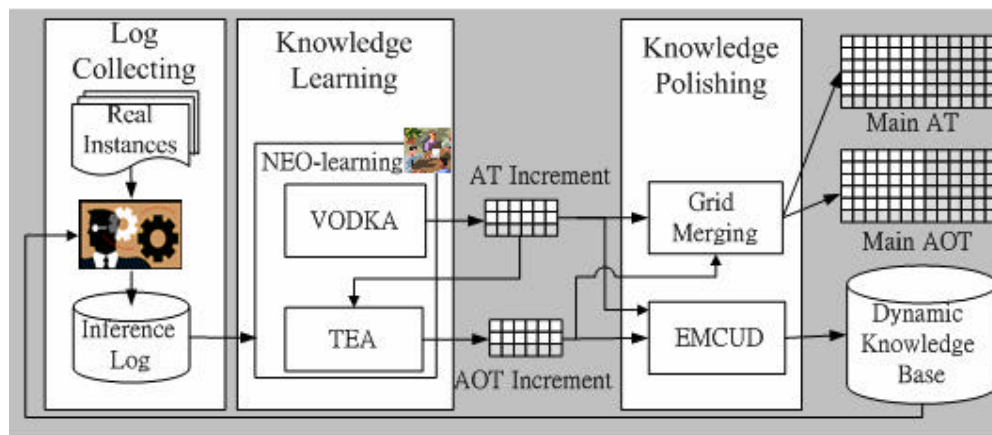 Log
Collecting
Real
Instances
Inference
Log
Knowledge
Learning
NEO-learning
VODKA
TEA
AT Increment
AOT Increment
Knowledge
Polishing
Grid
Merging
EMCUD
Main AT
Main AOT
Dynamic
Knowledge
Base